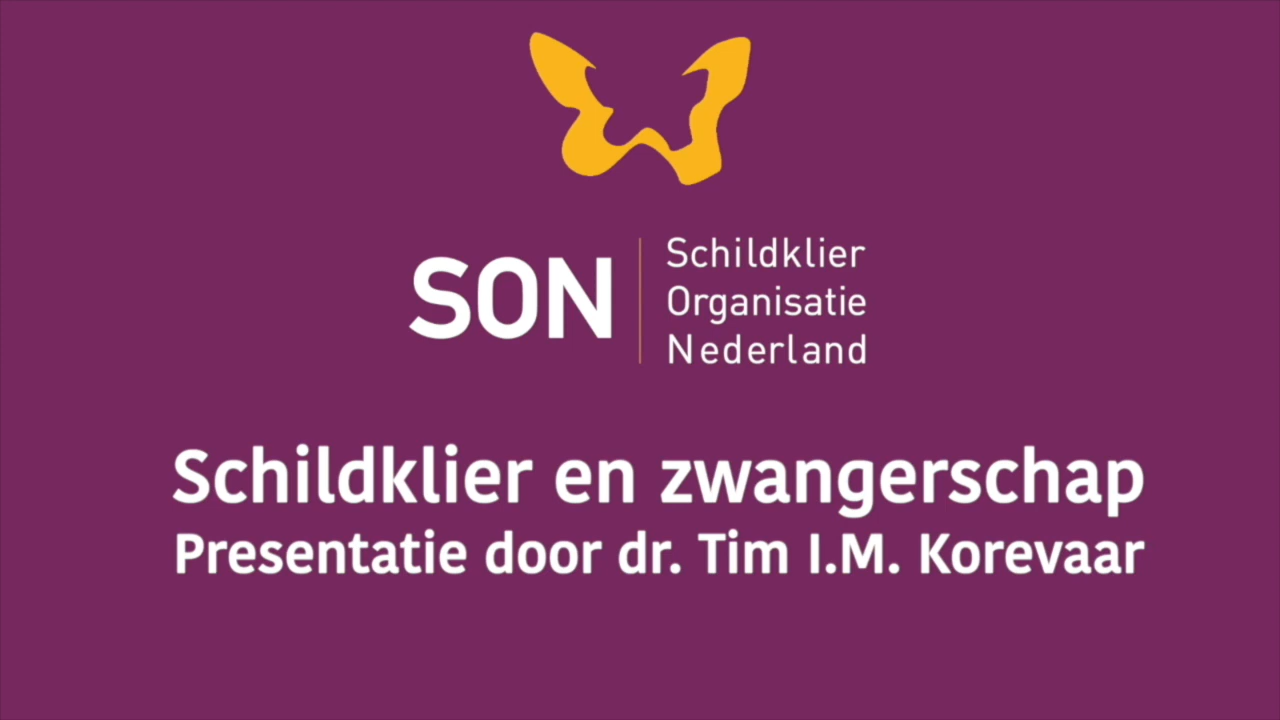 SON
Schildklier
Organisatie
Nederland
Schildklier en zwangerschap
Presentatie door dr. Tim I.M. Korevaar